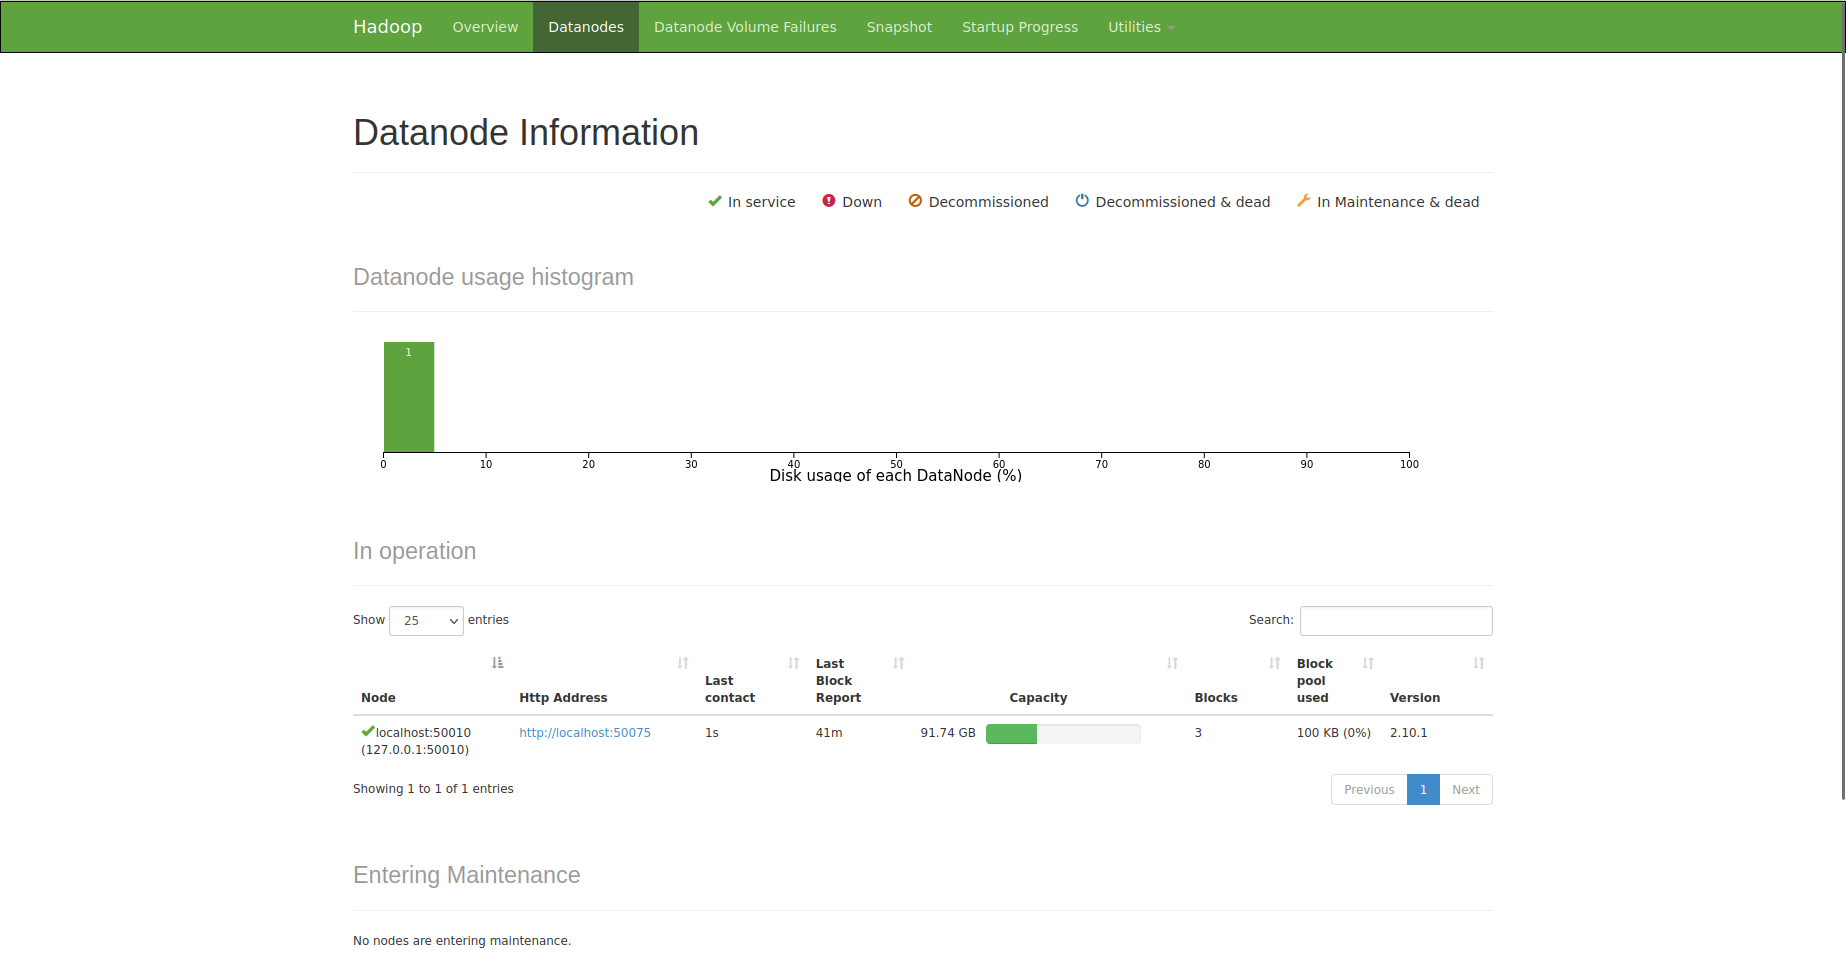 Hadoop Overview Datanodes Datanode Volume Failures Snapshot Startup Progress Utilities
Datanode Information
In service Down Decommissioned Decommissioned & dead In Maintenance & dead
Datanode usage histogram
1
0 10 20 30 40 50 60 70 80 90 100
Disk usage of each DataNode (%)
In operation
Show 25 entries Search:
Node Http Address Last contact Last Block Report Capacity Blocks Block pool used Version
localhost:50010 http://localhost:50075 1s 41m 91.74 GB 3 100 KB (0%) 2.10.1
(127.0.0.1:50010)
Showing 1 to 1 of 1 entries Previous 1 Next
Entering Maintenance
No nodes are entering maintenance.